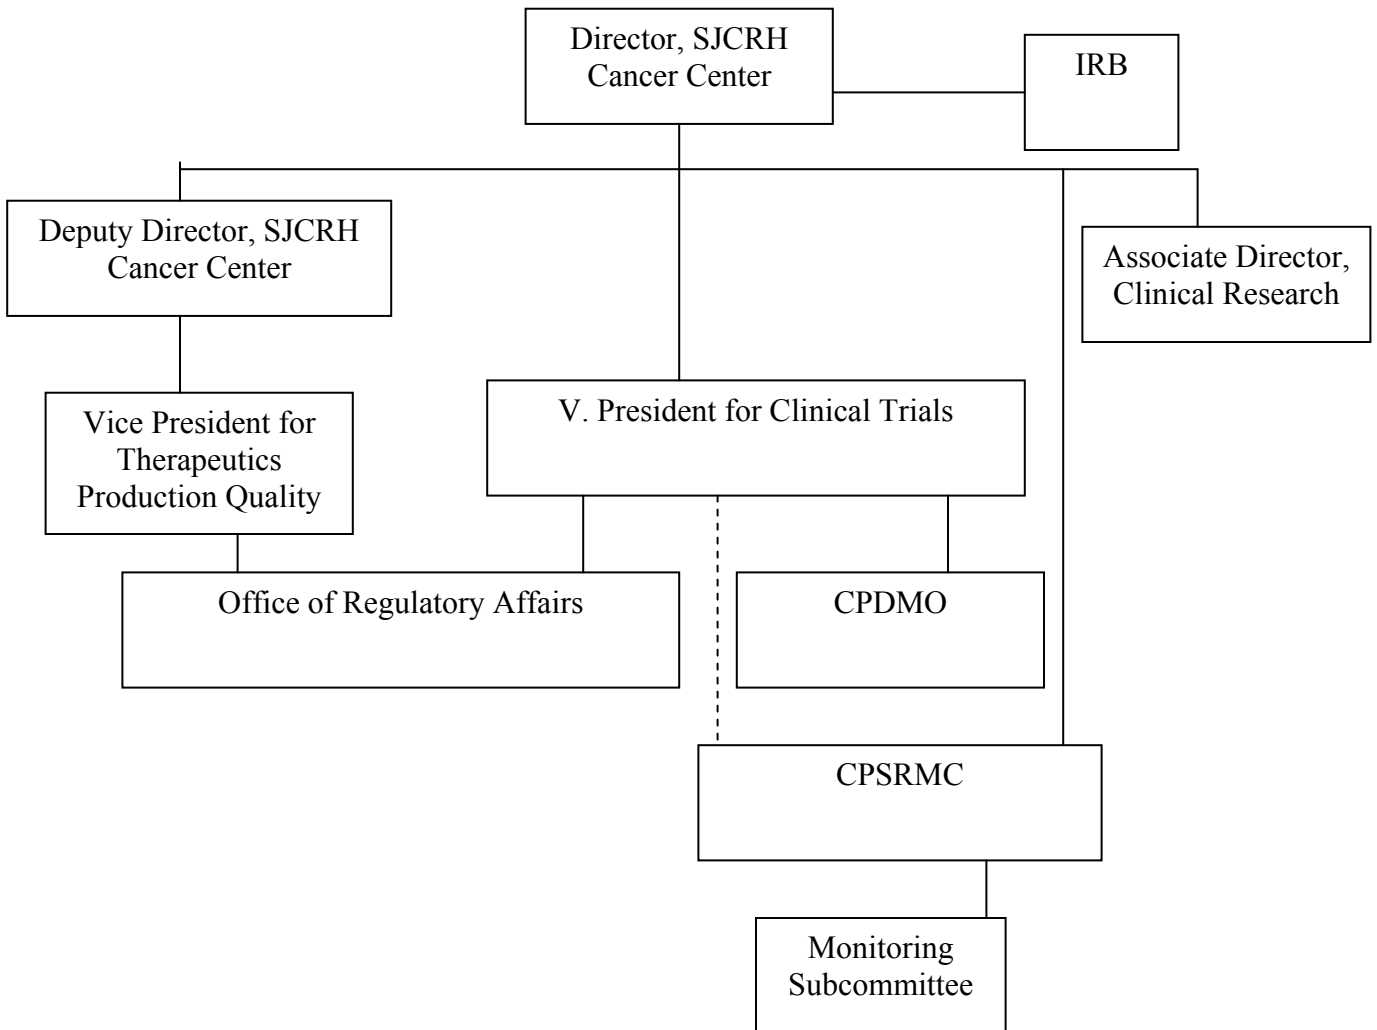 Director, SJCRH
Cancer Center
IRB
Deputy Director, SJCRH
Cancer Center
Associate Director,
Clinical Research
Vice President for
Therapeutics
Production Quality
V. President for Clinical Trials
Office of Regulatory Affairs
CPDMO
CPSRMC
Monitoring
Subcommittee